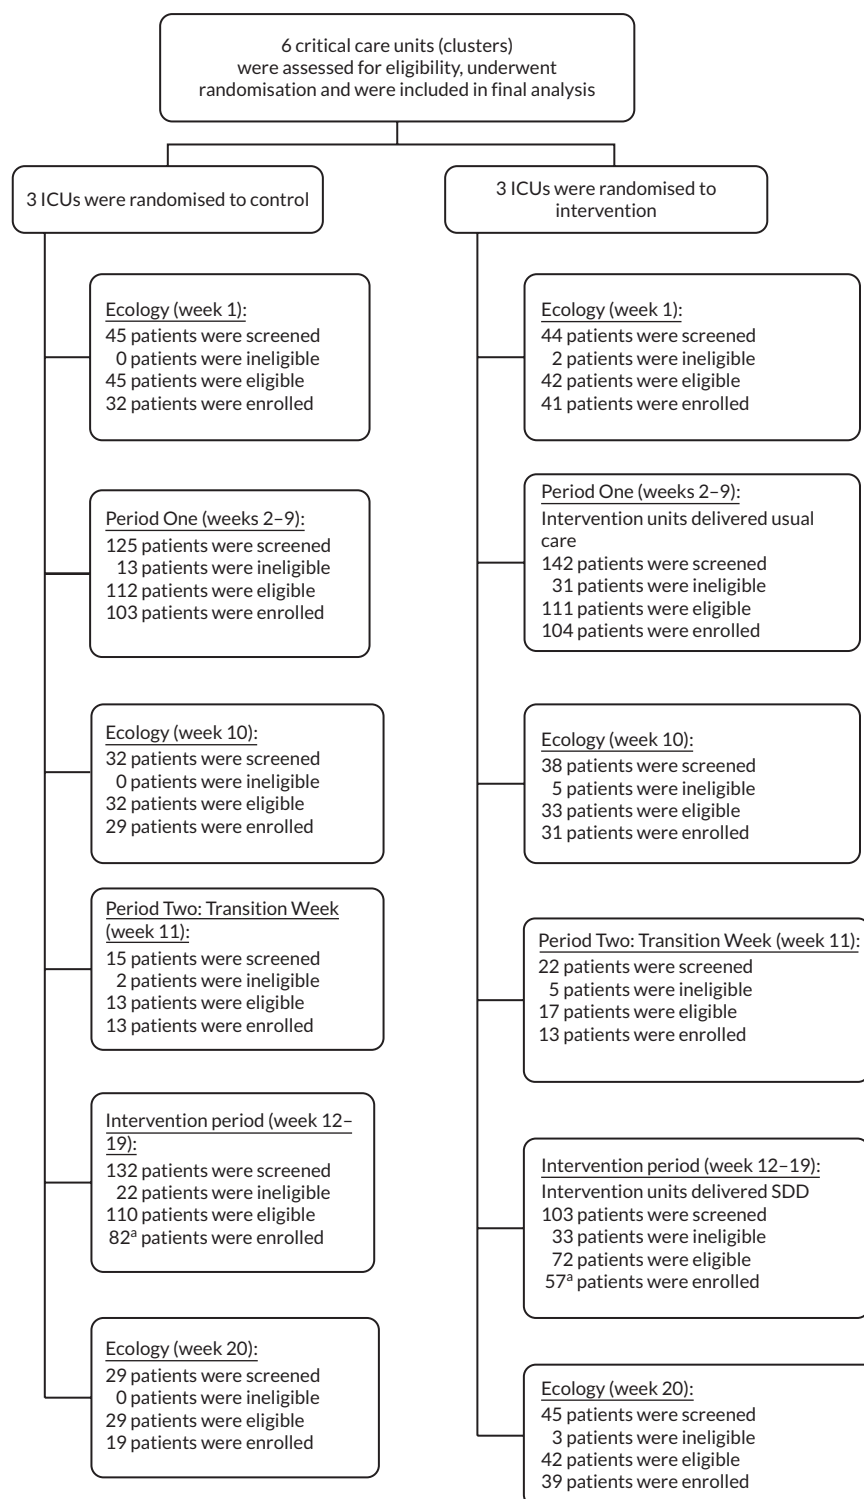 6 critical care units (clusters)
were assessed for eligibility, underwent
randomisation and were included in final analysis
3 ICUs were randomised to control
Ecology (week 1):
45 patients were screened
0 patients were ineligible
45 patients were eligible
32 patients were enrolled
Period One (weeks 2–9):
125 patients were screened
13 patients were ineligible
112 patients were eligible
103 patients were enrolled
Ecology (week 10):
32 patients were screened
0 patients were ineligible
32 patients were eligible
29 patients were enrolled
Period Two: Transition Week
(week 11):
15 patients were screened
2 patients were ineligible
13 patients were eligible
13 patients were enrolled
Intervention period (week 12–
19):
132 patients were screened
22 patients were ineligible
110 patients were eligible
82ª patients were enrolled
Ecology (week 20):
29 patients were screened
0 patients were ineligible
29 patients were eligible
19 patients were enrolled
3 ICUs were randomised to
intervention
Ecology (week 1):
44 patients were screened
2 patients were ineligible
42 patients were eligible
41 patients were enrolled
Period One (weeks 2–9):
Intervention units delivered usual
care
142 patients were screened
31 patients were ineligible
111 patients were eligible
104 patients were enrolled
Ecology (week 10):
38 patients were screened
5 patients were ineligible
33 patients were eligible
31 patients were enrolled
Period Two: Transition Week (week 11):
22 patients were screened
5 patients were ineligible
17 patients were eligible
13 patients were enrolled
Intervention period (week 12–19):
Intervention units delivered SDD
103 patients were screened
33 patients were ineligible
72 patients were eligible
57ª patients were enrolled
Ecology (week 20):
45 patients were screened
3 patients were ineligible
42 patients were eligible
39 patients were enrolled